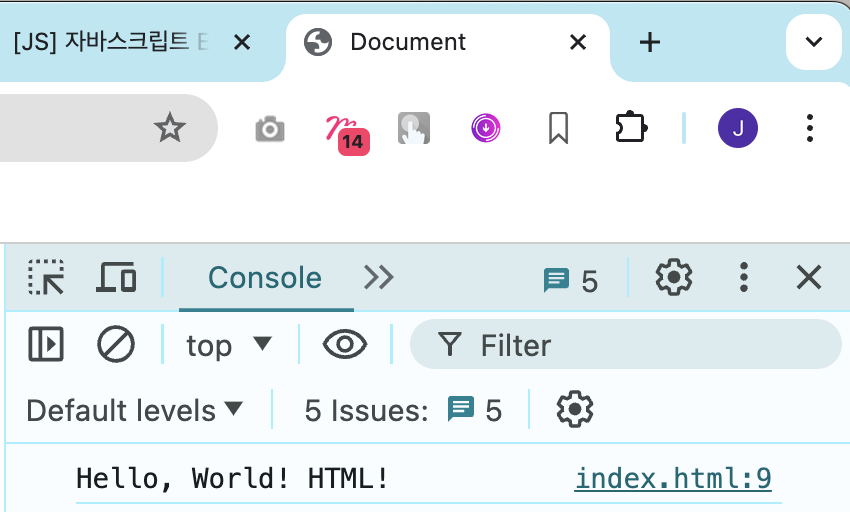 [JS] 자바스크립트
Document
14
J
Console
5
top
Filter
Default levels
5 Issues:
5
Hello, World! HTML!
index.html:9